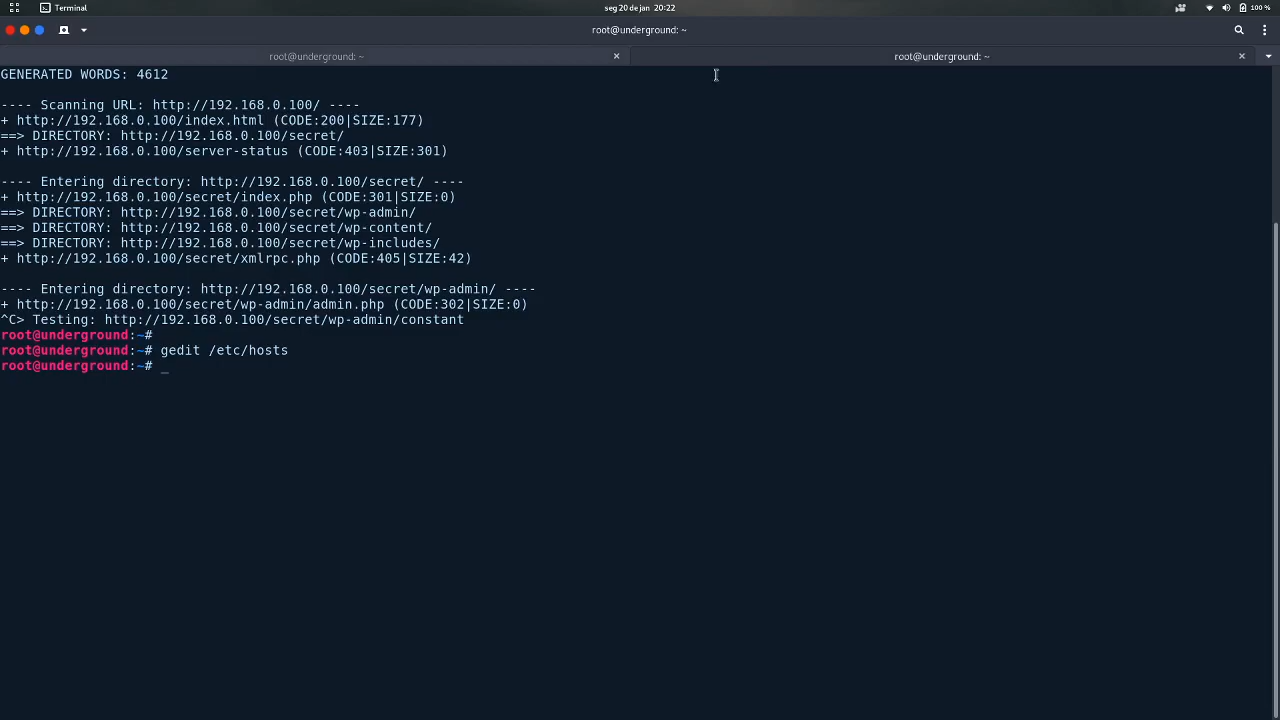 Terminal
seg 20 de jan 20:22
100 %
root@underground: ~
root@underground: ~
root@underground: ~
GENERATED WORDS: 4612
---- Scanning URL: http://192.168.0.100/ ----
+ http://192.168.0.100/index.html (CODE:200|SIZE:177)
==> DIRECTORY: http://192.168.0.100/secret/
+ http://192.168.0.100/server-status (CODE:403|SIZE:301)
---- Entering directory: http://192.168.0.100/secret/ ----
+ http://192.168.0.100/secret/index.php (CODE:301|SIZE:0)
==> DIRECTORY: http://192.168.0.100/secret/wp-admin/
==> DIRECTORY: http://192.168.0.100/secret/wp-content/
==> DIRECTORY: http://192.168.0.100/secret/wp-includes/
+ http://192.168.0.100/secret/xmlrpc.php (CODE:405|SIZE:42)
---- Entering directory: http://192.168.0.100/secret/wp-admin/ ----
+ http://192.168.0.100/secret/wp-admin/admin.php (CODE:302|SIZE:0)
^C> Testing: http://192.168.0.100/secret/wp-admin/constant
root@underground:~#
root@underground:~# gedit /etc/hosts
root@underground:~# _